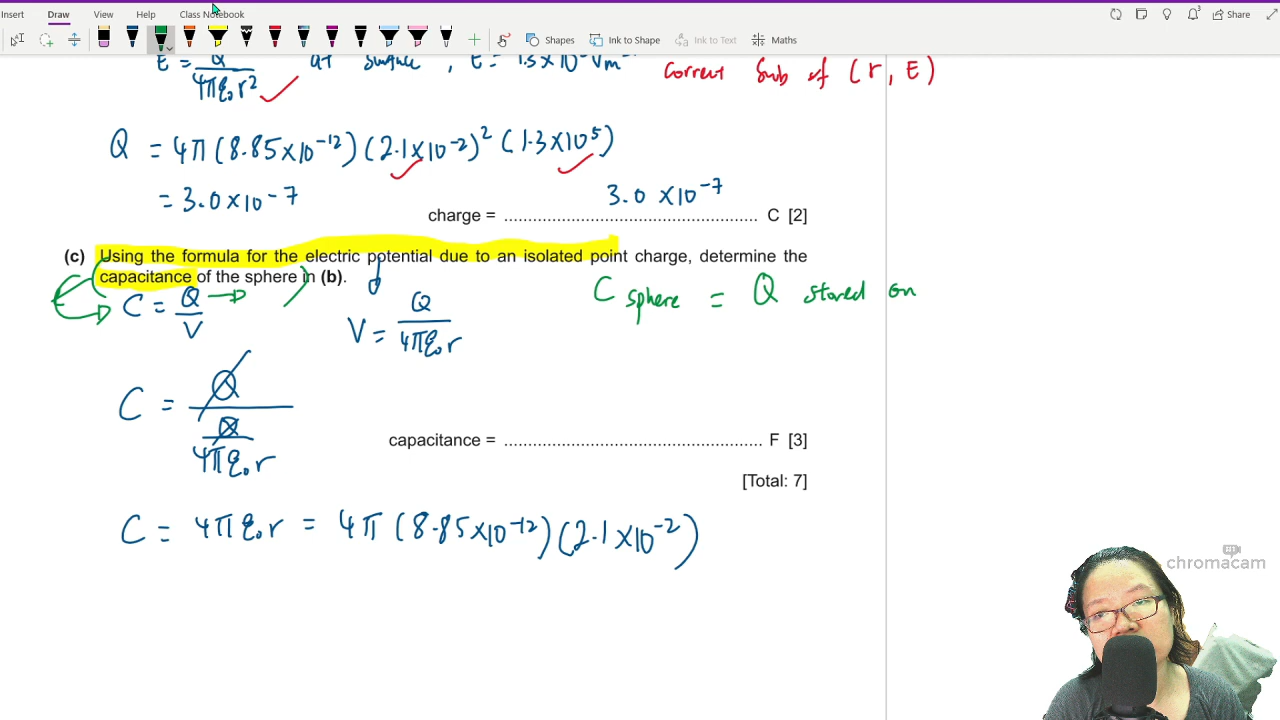 Insert Draw View Help Class Notebook
Share
Shapes Ink to Shape Ink to Text Maths
E = Q / 4πε₀r² at surface, E = 1.3×10⁵ Vm⁻¹
Correct sub of (r, E)
Q = 4π(8.85×10⁻¹²)(2.1×10⁻²)²(1.3×10⁵)
= 3.0×10⁻⁷
3.0 ×10⁻⁷
charge = ...................................................... C [2]
(c) Using the formula for the electric potential due to an isolated point charge, determine the
capacitance of the sphere in (b).
C = Q / V
V = Q / 4πε₀r
C sphere = Q stored on
C = Q / (Q / 4πε₀r)
capacitance = ...................................................... F [3]
[Total: 7]
C = 4πε₀r = 4π(8.85×10⁻¹²)(2.1×10⁻²)
chromacam